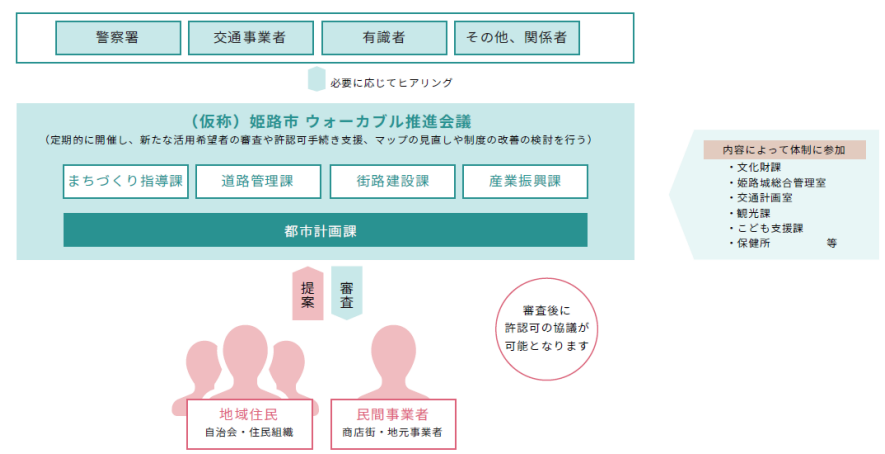 警察署
交通事業者
有識者
その他、関係者
必要に応じてヒアリング
（仮称）姫路市 ウォーカブル推進会議
（定期的に開催し、新たな活用希望者の審査や許認可手続き支援、マップの見直しや制度の改善の検討を行う）
まちづくり指導課
道路管理課
街路建設課
産業振興課
都市計画課
内容によって体制に参加
・文化財課
・姫路城総合管理室
・交通計画室
・観光課
・こども支援課
・保健所 等
提案
審査
審査後に
許認可の協議が
可能となります
地域住民
自治会・住民組織
民間事業者
商店街・地元事業者